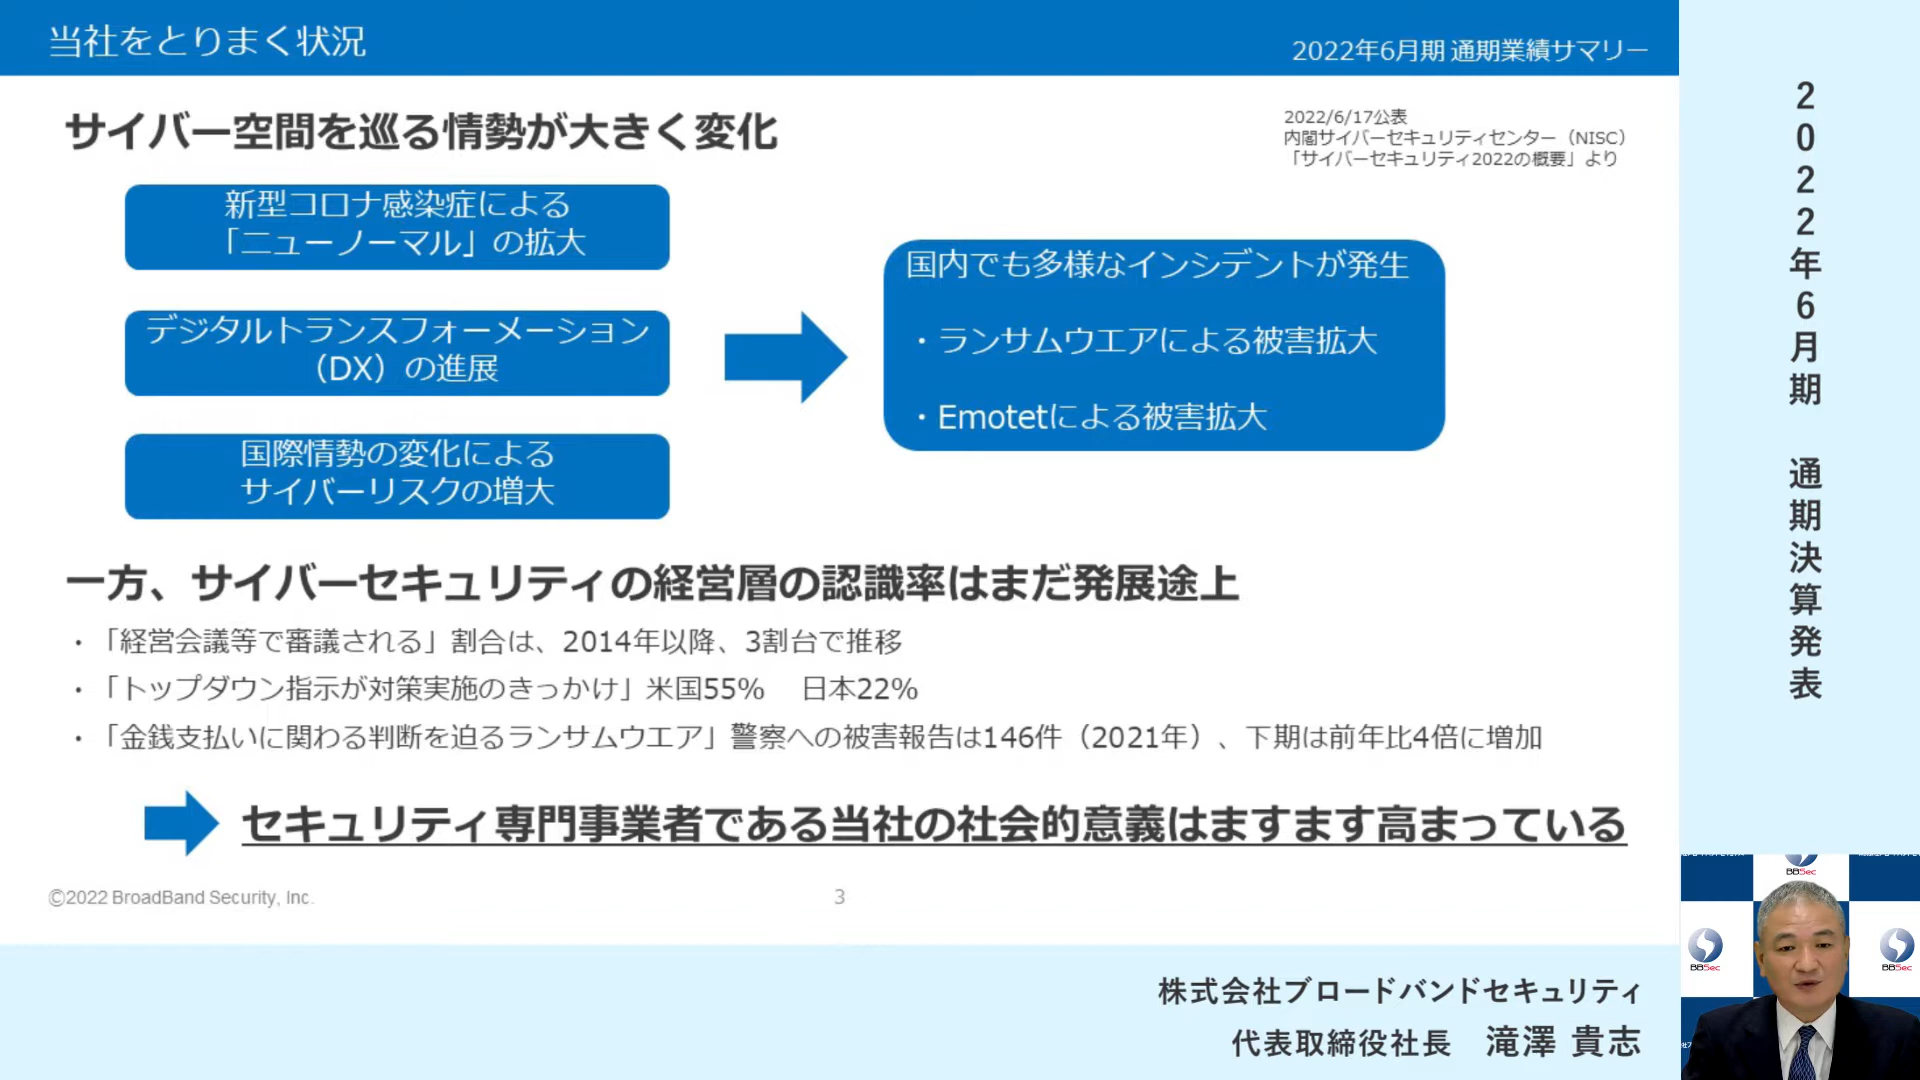 当社をとりまく状況
2022年6月期 通期業績サマリー
サイバー空間を巡る情勢が大きく変化
2022/6/17公表
内閣サイバーセキュリティセンター（NISC）
「サイバーセキュリティ2022の概要」より
新型コロナ感染症による
「ニューノーマル」の拡大
デジタルトランスフォーメーション
（DX）の進展
国際情勢の変化による
サイバーリスクの増大
国内でも多様なインシデントが発生
・ランサムウエアによる被害拡大
・Emotetによる被害拡大
一方、サイバーセキュリティの経営層の認識率はまだ発展途上
・「経営会議等で審議される」割合は、2014年以降、3割台で推移
・「トップダウン指示が対策実施のきっかけ」米国55%　日本22%
・「金銭支払いに関わる判断を迫るランサムウエア」警察への被害報告は146件（2021年）、下期は前年比4倍に増加
セキュリティ専門事業者である当社の社会的意義はますます高まっている
©2022 BroadBand Security, Inc.
3
2022年6月期　通期決算発表
株式会社ブロードバンドセキュリティ
代表取締役社長　滝澤 貴志
BBSec
BBSec
BBSec